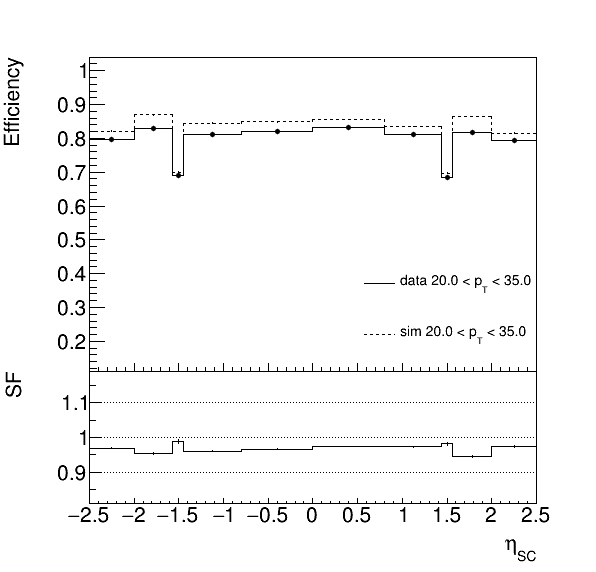 Efficiency
1
0.9
0.8
0.7
0.6
0.5
0.4
0.3
0.2
data 20.0 < p_T < 35.0
sim 20.0 < p_T < 35.0
SF
1.1
1
0.9
−2.5 −2 −1.5 −1 −0.5 0 0.5 1 1.5 2 2.5
η_SC